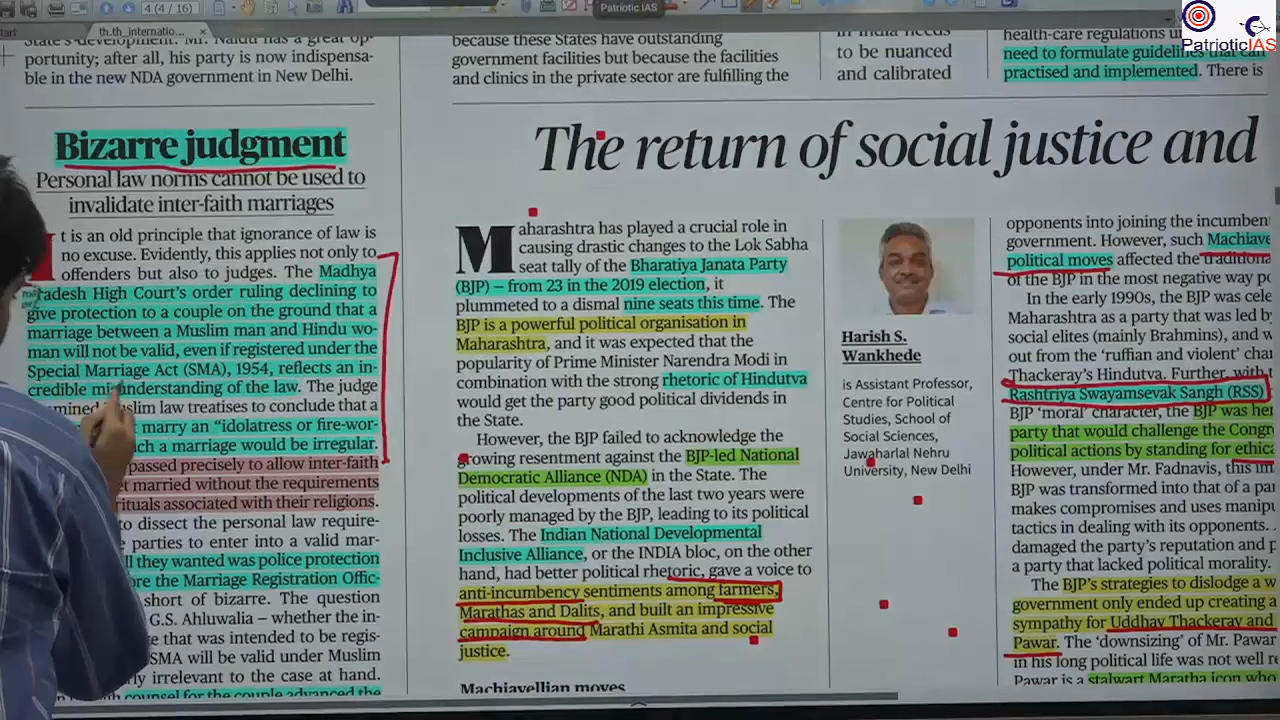 4 (4 / 16)
Patriotic IAS
th.th_internatio...
PatrioticIAS
portunity; after all, his party is now indispensa-
ble in the new NDA government in New Delhi.
Bizarre judgment
Personal law norms cannot be used to
invalidate inter-faith marriages
It is an old principle that ignorance of law is
no excuse. Evidently, this applies not only to
offenders but also to judges. The Madhya
Pradesh High Court's order ruling declining to
give protection to a couple on the ground that a
marriage between a Muslim man and Hindu wo-
man will not be valid, even if registered under the
Special Marriage Act (SMA), 1954, reflects an in-
credible misunderstanding of the law. The judge
Muslim law treatises to conclude that a
marry an "idolatress or fire-wor-
such a marriage would be irregular.
passed precisely to allow inter-faith
married without the requirements
rituals associated with their religions.
to dissect the personal law require-
parties to enter into a valid mar-
they wanted was police protection
the Marriage Registration Offic-
short of bizarre. The question
G.S. Ahluwalia – whether the in-
that was intended to be regis-
SMA will be valid under Muslim
irrelevant to the case at hand.
counsel for the couple advanced the
because these States have outstanding
government facilities but because the facilities
and clinics in the private sector are fulfilling the
in India needs
to be nuanced
and calibrated
health-care regulations
need to formulate guidelines that can
practised and implemented. There is
The return of social justice and
Maharashtra has played a crucial role in
causing drastic changes to the Lok Sabha
seat tally of the Bharatiya Janata Party
(BJP) – from 23 in the 2019 election, it
plummeted to a dismal nine seats this time. The
BJP is a powerful political organisation in
Maharashtra, and it was expected that the
popularity of Prime Minister Narendra Modi in
combination with the strong rhetoric of Hindutva
would get the party good political dividends in
the State.
However, the BJP failed to acknowledge the
growing resentment against the BJP-led National
Democratic Alliance (NDA) in the State. The
political developments of the last two years were
poorly managed by the BJP, leading to its political
losses. The Indian National Developmental
Inclusive Alliance, or the INDIA bloc, on the other
hand, had better political rhetoric, gave a voice to
anti-incumbency sentiments among farmers,
Marathas and Dalits, and built an impressive
campaign around Marathi Asmita and social
justice.
Machiavellian moves
Harish S.
Wankhede
is Assistant Professor,
Centre for Political
Studies, School of
Social Sciences,
Jawaharlal Nehru
University, New Delhi
opponents into joining the incumbent
government. However, such
political moves affected the
of the BJP in the most negative way
In the early 1990s, the BJP was
Maharashtra as a party that was led
social elites (mainly Brahmins), and
out from the 'ruffian and violent'
Thackeray's Hindutva. Further,
Rashtriya Swayamsevak Sangh (RSS)
BJP 'moral' character, the BJP was
party that would challenge the
political actions by standing for
However, under Mr. Fadnavis, this
BJP was transformed into that of a
makes compromises and uses
tactics in dealing with its opponents.
damaged the party's reputation and
a party that lacked political morality.
The BJP's strategies to dislodge a
government only ended up creating a
sympathy for Uddhav Thackeray and
Pawar. The 'downsizing' of Mr. Pawar
in his long political life was not well
Pawar is a stalwart Maratha icon who